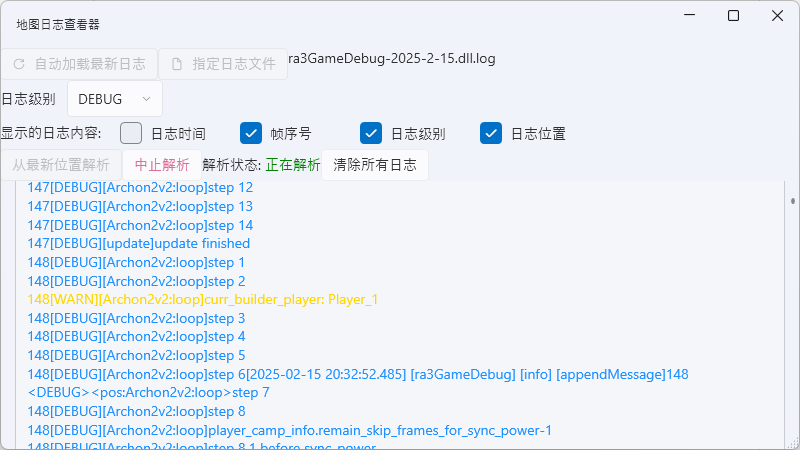 地图日志查看器
自动加载最新日志 指定日志文件 ra3GameDebug-2025-2-15.dll.log
日志级别 DEBUG
显示的日志内容: 日志时间 帧序号 日志级别 日志位置
从最新位置解析 中止解析 解析状态: 正在解析 清除所有日志
147[DEBUG][Archon2v2:loop]step 12
147[DEBUG][Archon2v2:loop]step 13
147[DEBUG][Archon2v2:loop]step 14
147[DEBUG][update]update finished
148[DEBUG][Archon2v2:loop]step 1
148[DEBUG][Archon2v2:loop]step 2
148[WARN][Archon2v2:loop]curr_builder_player: Player_1
148[DEBUG][Archon2v2:loop]step 3
148[DEBUG][Archon2v2:loop]step 4
148[DEBUG][Archon2v2:loop]step 5
148[DEBUG][Archon2v2:loop]step 6[2025-02-15 20:32:52.485] [ra3GameDebug] [info] [appendMessage]148
<DEBUG><pos:Archon2v2:loop>step 7
148[DEBUG][Archon2v2:loop]step 8
148[DEBUG][Archon2v2:loop]player_camp_info.remain_skip_frames_for_sync_power-1
148[DEBUG][Archon2v2:loop]step 8.1 before sync_power